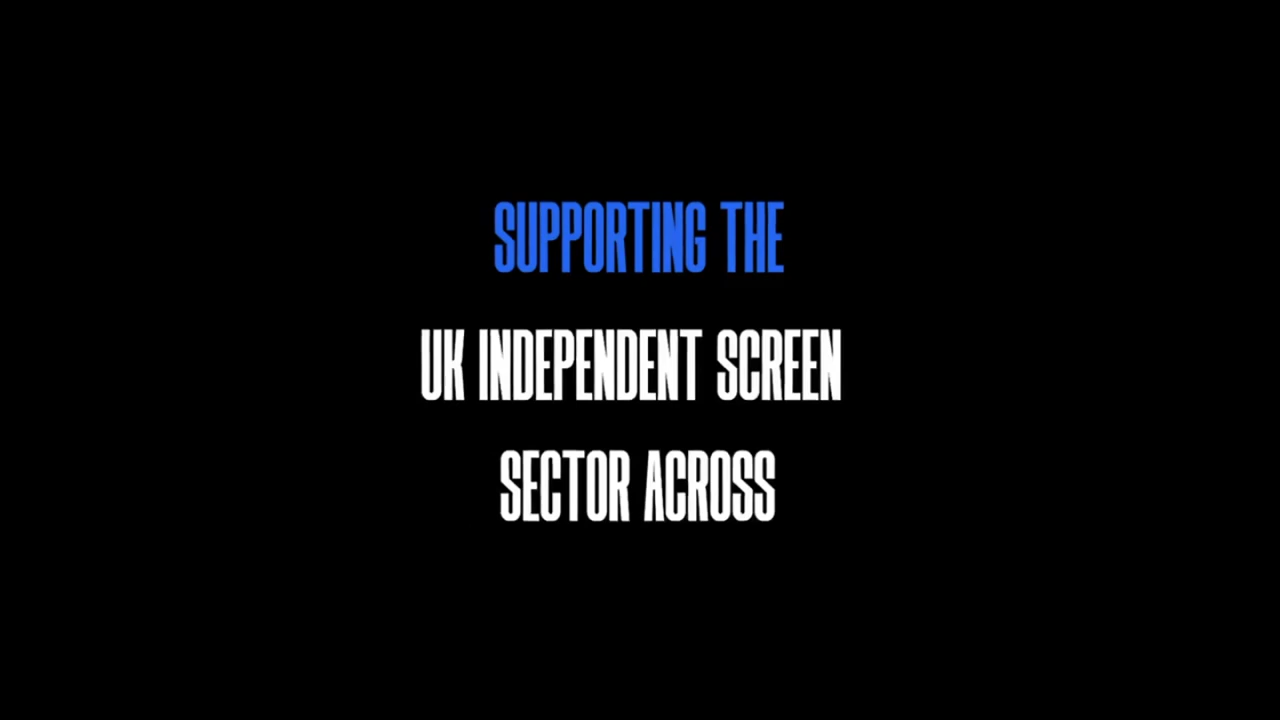 SUPPORTING THE
UK INDEPENDENT SCREEN
SECTOR ACROSS